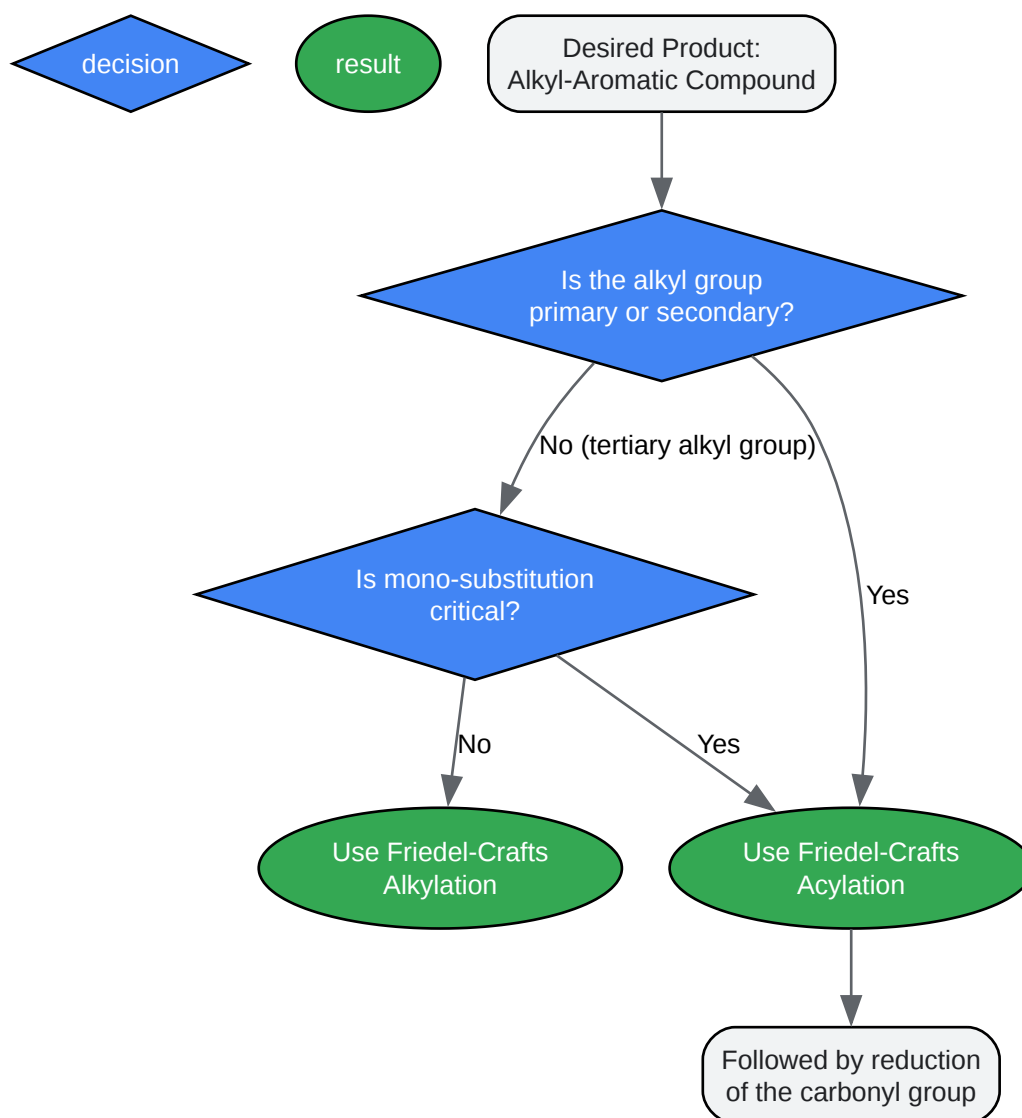 decision
result
Desired Product:
Alkyl-Aromatic Compound
Is the alkyl group
primary or secondary?
No (tertiary alkyl group)
Is mono-substitution
critical?
Yes
No
Yes
Use Friedel-Crafts
Alkylation
Use Friedel-Crafts
Acylation
Followed by reduction
of the carbonyl group